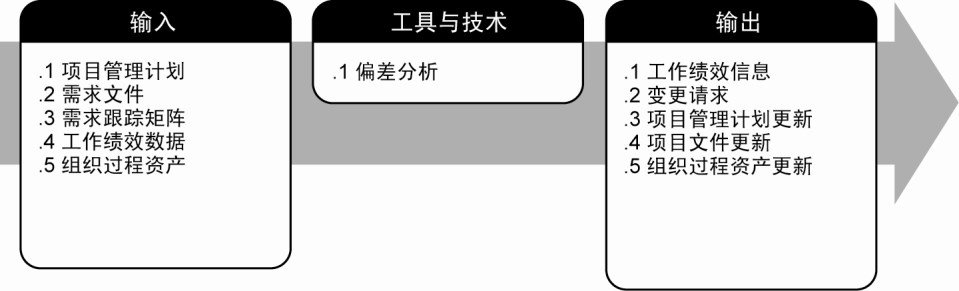 输入
.1 项目管理计划
.2 需求文件
.3 需求跟踪矩阵
.4 工作绩效数据
.5 组织过程资产
工具与技术
.1 偏差分析
输出
.1 工作绩效信息
.2 变更请求
.3 项目管理计划更新
.4 项目文件更新
.5 组织过程资产更新